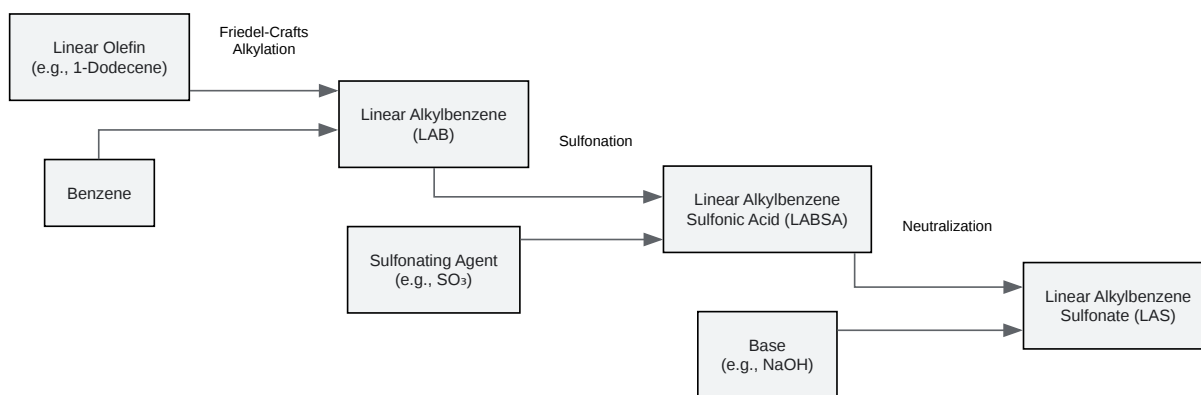 Linear Olefin
(e.g., 1-Dodecene)
Friedel-Crafts
Alkylation
Benzene
Linear Alkylbenzene
(LAB)
Sulfonation
Sulfonating Agent
(e.g., SO₃)
Linear Alkylbenzene
Sulfonic Acid (LABSA)
Neutralization
Base
(e.g., NaOH)
Linear Alkylbenzene
Sulfonate (LAS)